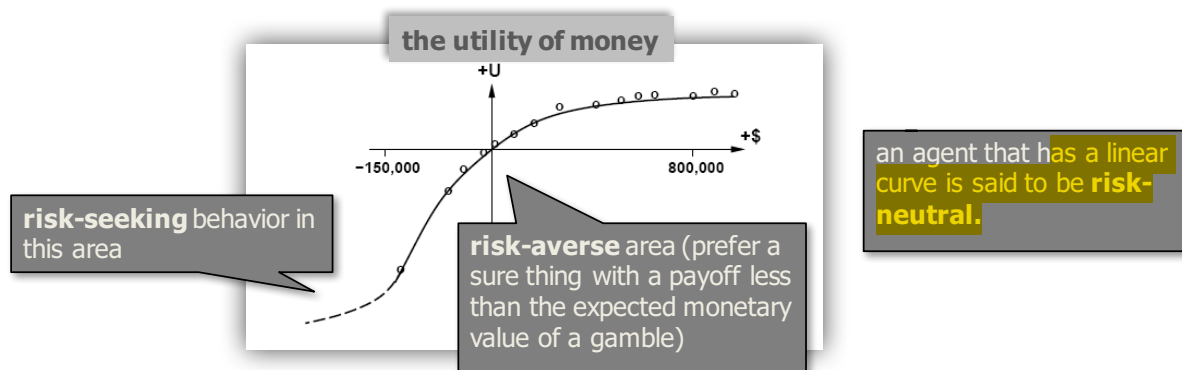 the utility of money
+U
+$
−150,000
800,000
risk-seeking behavior in
this area
risk-averse area (prefer a
sure thing with a payoff less
than the expected monetary
value of a gamble)
an agent that has a linear
curve is said to be risk-
neutral.